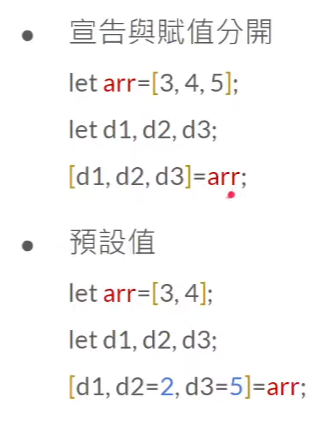 宣告與賦值分開
let arr=[3, 4, 5];
let d1, d2, d3;
[d1, d2, d3]=arr;
預設值
let arr=[3, 4];
let d1, d2, d3;
[d1, d2=2, d3=5]=arr;